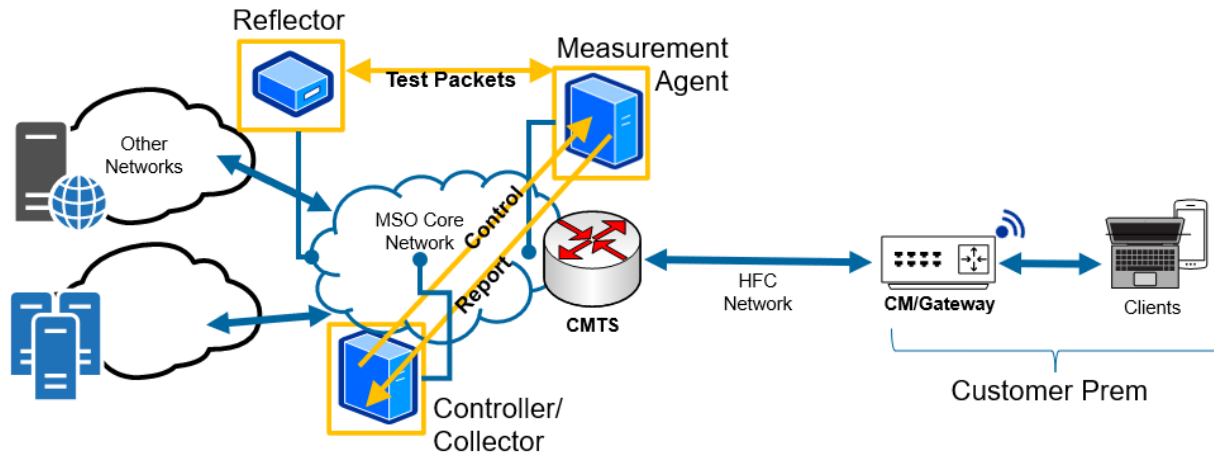 Reflector
Measurement
Agent
Test Packets
Other
Networks
MSO Core
Network
Control
Report
CMTS
HFC
Network
CM/Gateway
Clients
Customer Prem
Controller/
Collector